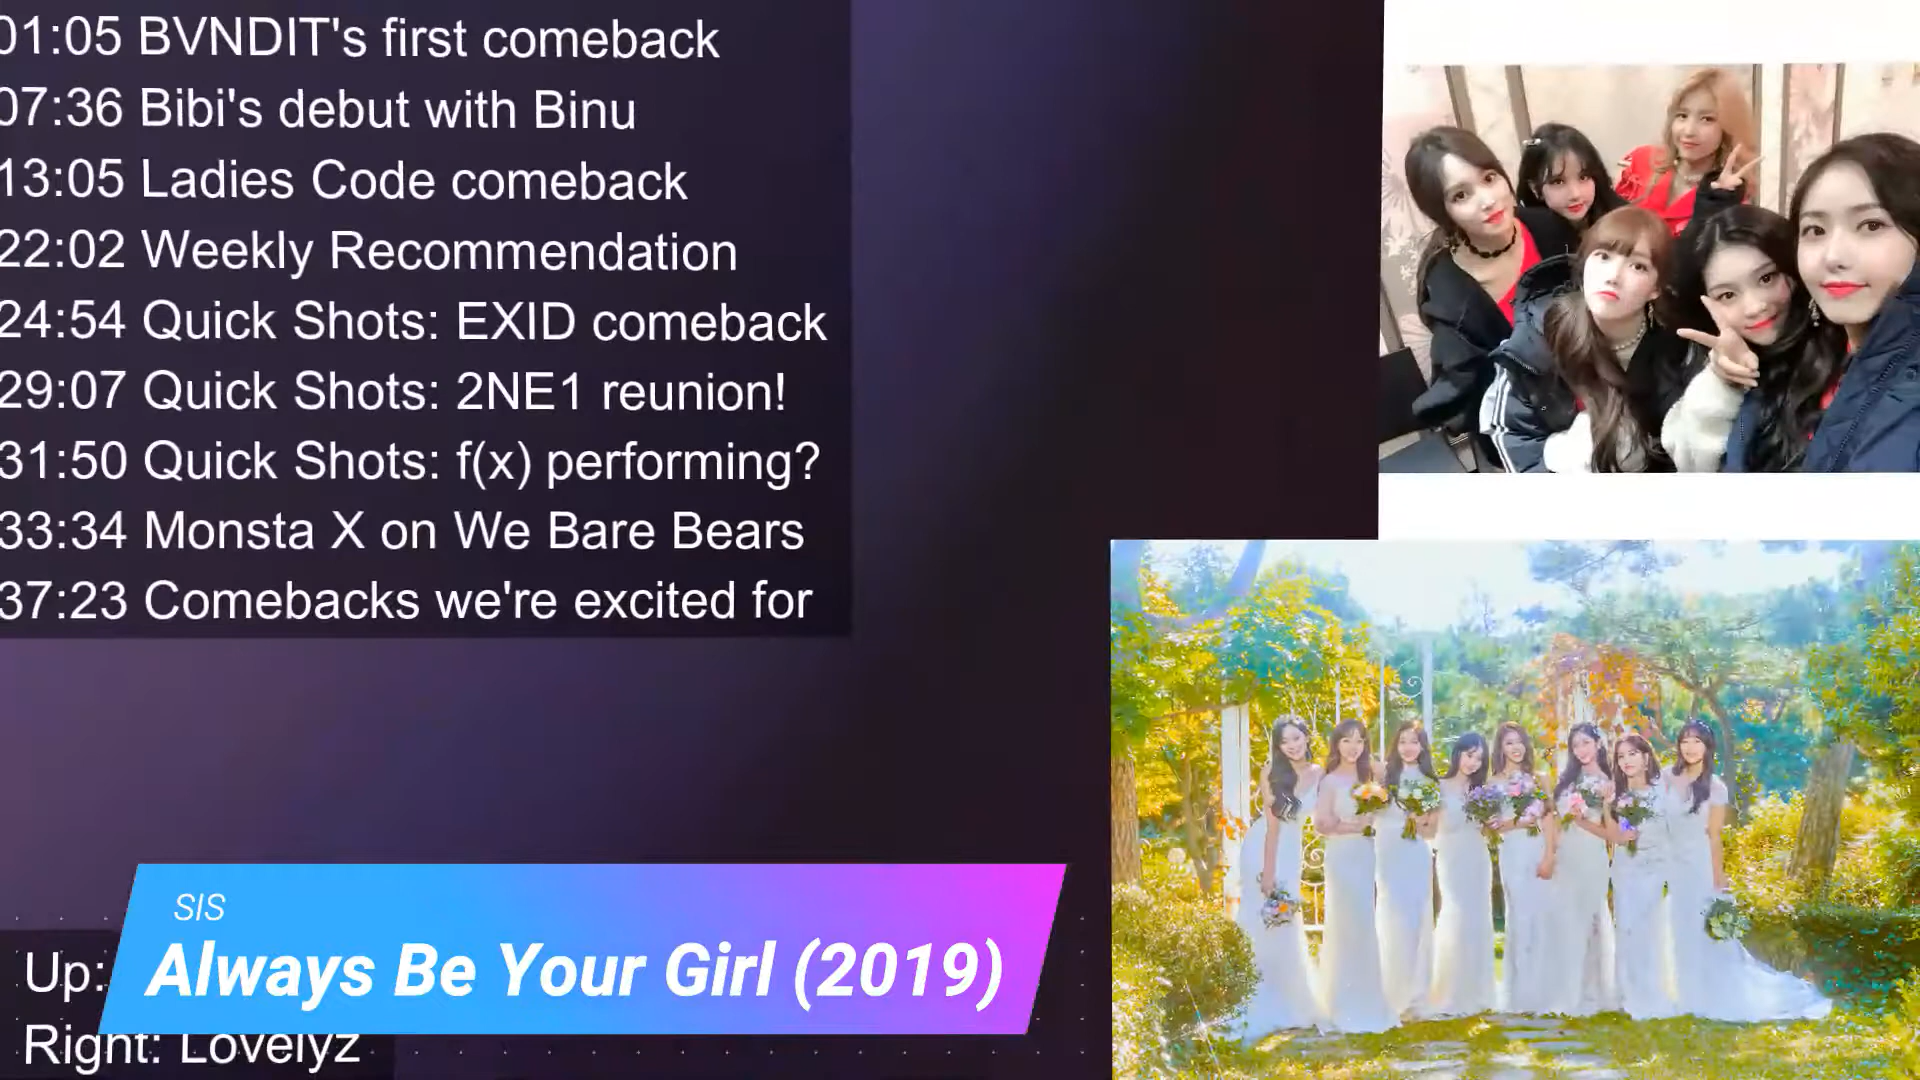 01:05 BVNDIT's first comeback
07:36 Bibi's debut with Binu
13:05 Ladies Code comeback
22:02 Weekly Recommendation
24:54 Quick Shots: EXID comeback
29:07 Quick Shots: 2NE1 reunion!
31:50 Quick Shots: f(x) performing?
33:34 Monsta X on We Bare Bears
37:23 Comebacks we're excited for
SIS
Always Be Your Girl (2019)
Up:
Right: Lovelyz